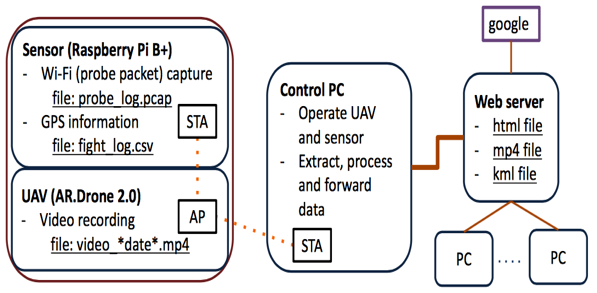 Sensor (Raspberry Pi B+)
- Wi-Fi (probe packet) capture
file: probe_log.pcap
- GPS information
file: fight_log.csv
STA
UAV (AR.Drone 2.0)
- Video recording
file: video_*date*.mp4
AP
Control PC
- Operate UAV
and sensor
- Extract, process
and forward
data
STA
google
Web server
- html file
- mp4 file
- kml file
PC
....
PC